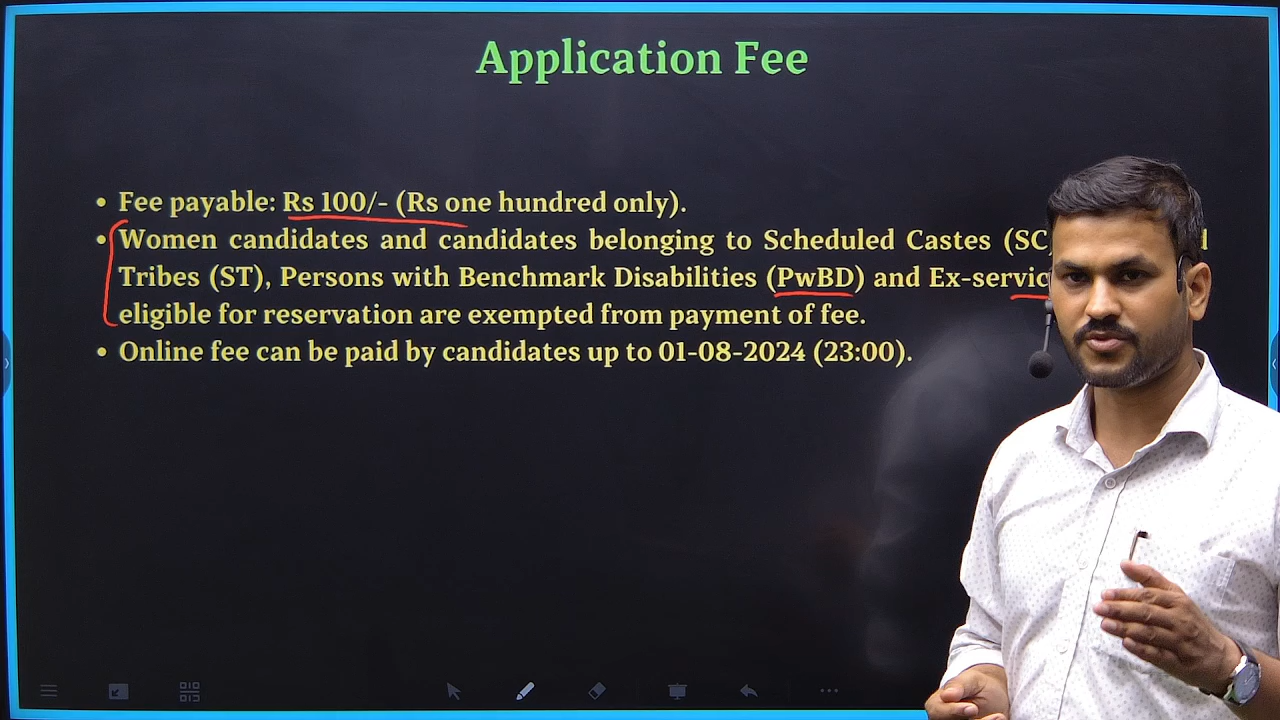 Application Fee
• Fee payable: Rs 100/- (Rs one hundred only).
• Women candidates and candidates belonging to Scheduled Castes (SC
Tribes (ST), Persons with Benchmark Disabilities (PwBD) and Ex-servic
eligible for reservation are exempted from payment of fee.
• Online fee can be paid by candidates up to 01-08-2024 (23:00).